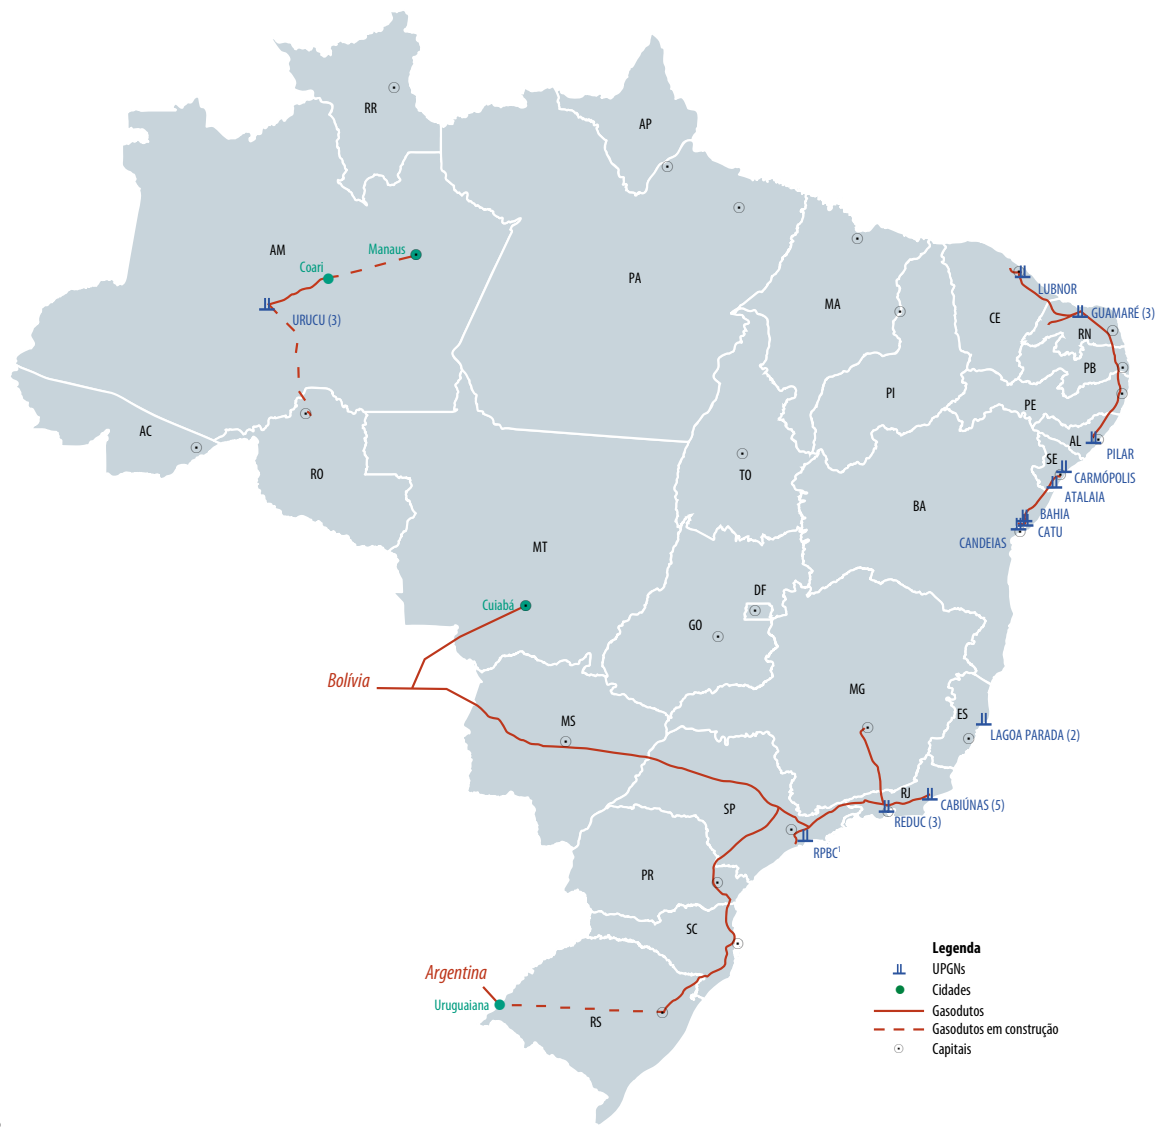 RR
AP
AM
Manaus
Coari
URUCU (3)
PA
MA
CE
LUBNOR
GUAMARÉ (3)
RN
PB
PI
PE
AC
AL
PILAR
SE
CARMÓPOLIS
ATALAIA
RO
TO
BA
BAHIA
CATU
CANDEIAS
MT
Cuiabá
DF
GO
Bolívia
MG
MS
ES
LAGOA PARADA (2)
RJ
CABIÚNAS (5)
SP
REDUC (3)
RPBC¹
PR
SC
Argentina
Uruguaiana
RS
Legenda
UPGNs
Cidades
Gasodutos
Gasodutos em construção
Capitais